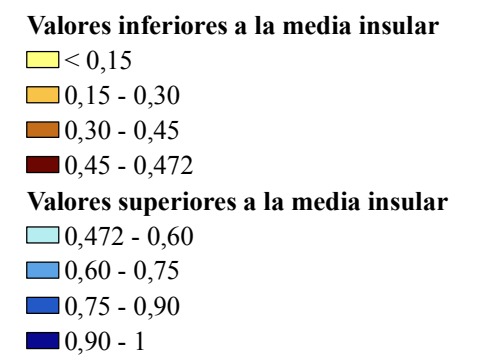 Valores inferiores a la media insular
< 0,15
0,15 - 0,30
0,30 - 0,45
0,45 - 0,472
Valores superiores a la media insular
0,472 - 0,60
0,60 - 0,75
0,75 - 0,90
0,90 - 1